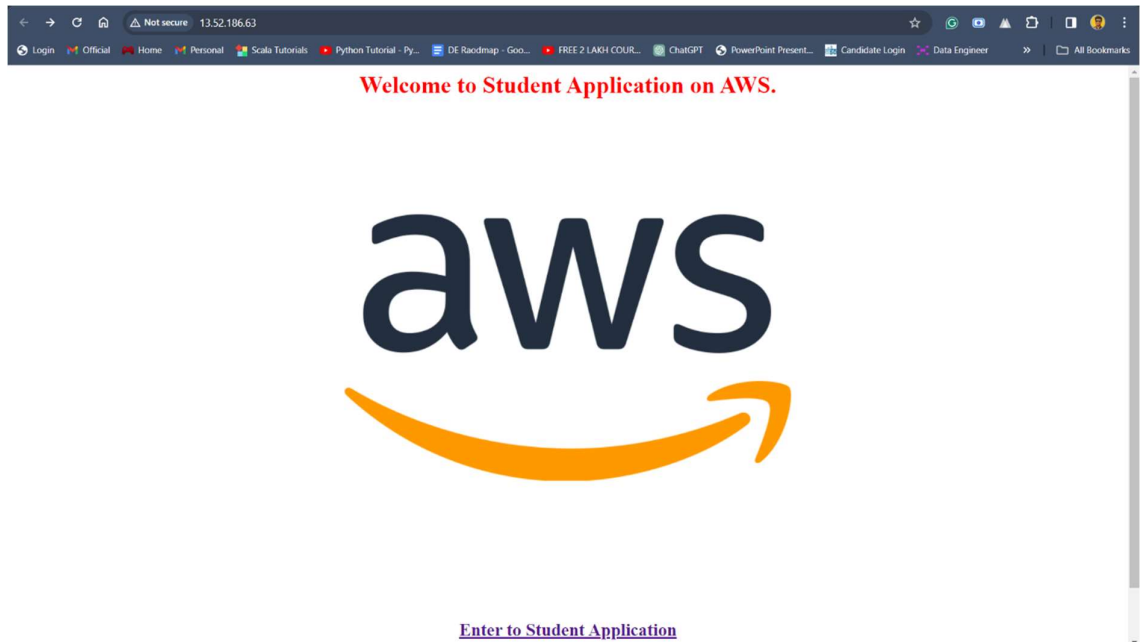 Not secure 13.52.186.63
Login Official Home Personal Scala Tutorials Python Tutorial - Py... DE Raodmap - Goo... FREE 2 LAKH COUR... ChatGPT PowerPoint Present... Candidate Login Data Engineer » All Bookmarks
Welcome to Student Application on AWS.
aws
Enter to Student Application